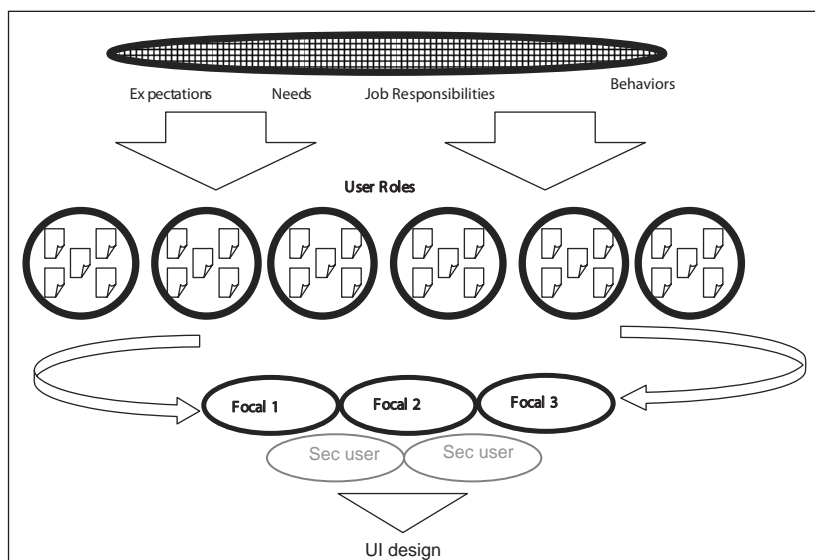 Expectations Needs Job Responsibilities Behaviors
User Roles
Focal 1 Focal 2 Focal 3
Sec user Sec user
UI design